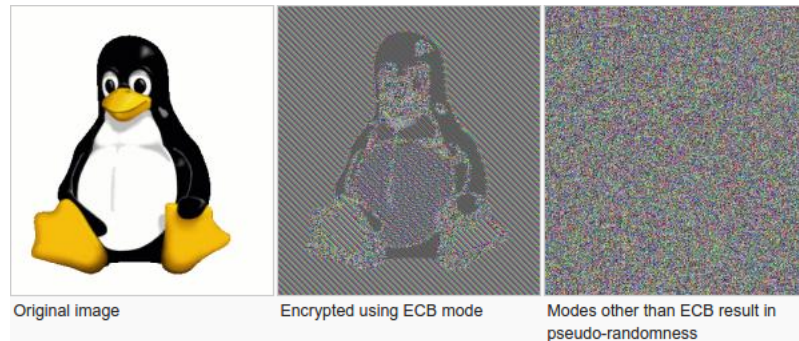 Original image
Encrypted using ECB mode
Modes other than ECB result in
pseudo-randomness